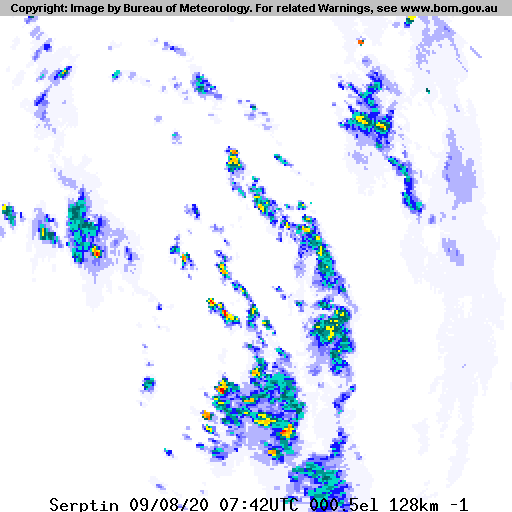 Copyright: Image by Bureau of Meteorology. For related Warnings, see www.bom.gov.au
Serptin 09/08/20 07:42UTC 000.5el 128km -1